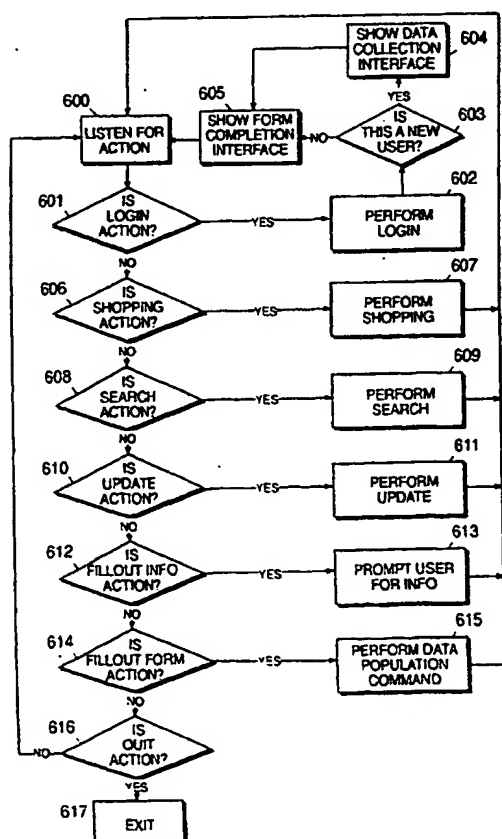 SHOW DATA
COLLECTION
INTERFACE
604
600
LISTEN FOR
ACTION
605
SHOW FORM
COMPLETION
INTERFACE
NO
YES
IS
THIS A NEW
USER?
603
601
IS
LOGIN
ACTION?
YES
602
PERFORM
LOGIN
NO
606
IS
SHOPPING
ACTION?
YES
607
PERFORM
SHOPPING
NO
608
IS
SEARCH
ACTION?
YES
609
PERFORM
SEARCH
NO
610
IS
UPDATE
ACTION?
YES
611
PERFORM
UPDATE
NO
612
IS
FILLOUT INFO
ACTION?
YES
613
PROMPT USER
FOR INFO
NO
614
IS
FILLOUT FORM
ACTION?
YES
615
PERFORM DATA
POPULATION
COMMAND
NO
616
IS
QUIT
ACTION?
NO
YES
617
EXIT